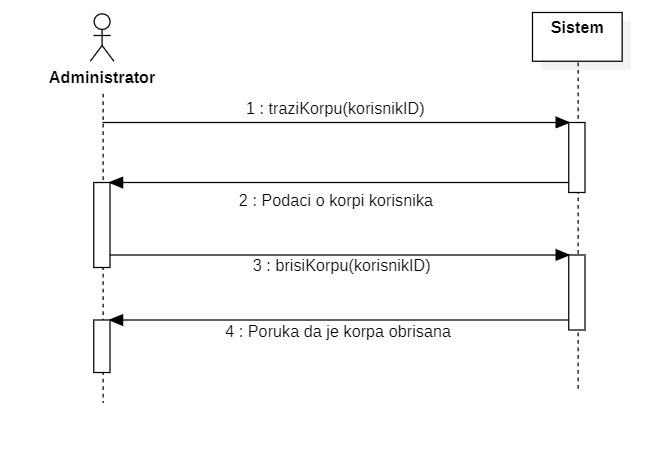 Sistem
Administrator
1 : traziKorpu(korisnikID)
2 : Podaci o korpi korisnika
3 : brisiKorpu(korisnikID)
4 : Poruka da je korpa obrisana